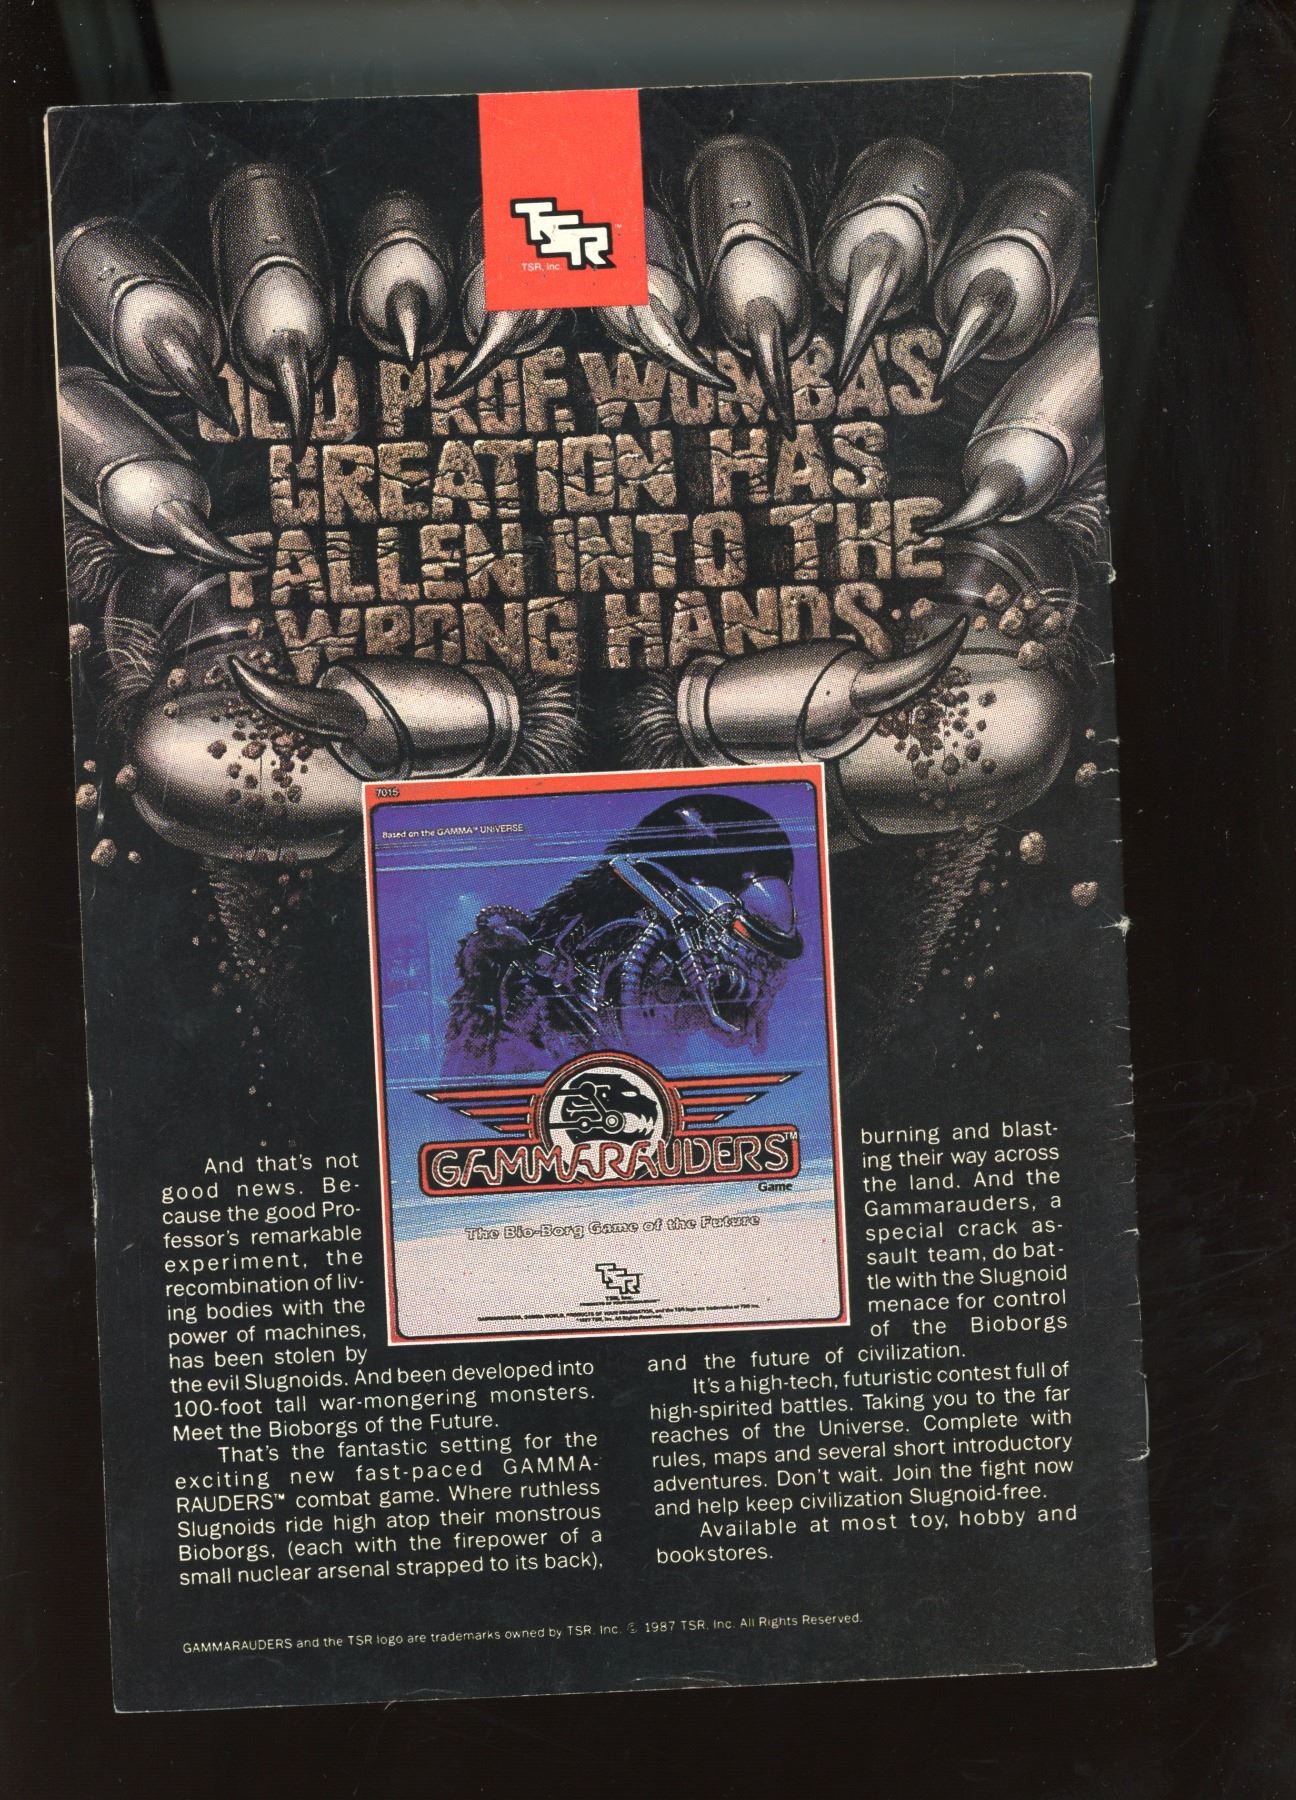 TSR
TSR, Inc.
OLD PROF. WOMBAS
CREATION HAS
FALLEN INTO THE
WRONG HANDS
7015
Based on the GAMMA™ UNIVERSE
GAMMARAUDERS™
Game
The Bio-Borg Game of the Future
TSR
TSR, Inc.
And that's not
good news. Be-
cause the good Pro-
fessor's remarkable
experiment, the
recombination of liv-
ing bodies with the
power of machines,
has been stolen by
the evil Slugnoids. And been developed into
100-foot tall war-mongering monsters.
Meet the Bioborgs of the Future.
That's the fantastic setting for the
exciting new fast-paced GAMMA-
RAUDERS™ combat game. Where ruthless
Slugnoids ride high atop their monstrous
Bioborgs, (each with the firepower of a
small nuclear arsenal strapped to its back),
burning and blast-
ing their way across
the land. And the
Gammarauders, a
special crack as-
sault team, do bat-
tle with the Slugnoid
menace for control
of the Bioborgs
and the future of civilization.
It's a high-tech, futuristic contest full of
high-spirited battles. Taking you to the far
reaches of the Universe. Complete with
rules, maps and several short introductory
adventures. Don't wait. Join the fight now
and help keep civilization Slugnoid-free.
Available at most toy, hobby and
bookstores.
GAMMARAUDERS and the TSR logo are trademarks owned by TSR, Inc. © 1987 TSR, Inc. All Rights Reserved.